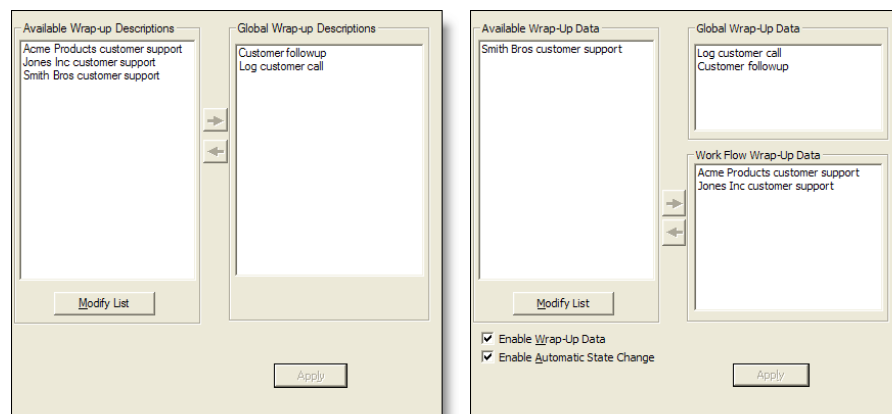 Available Wrap-up Descriptions
Acme Products customer support
Jones Inc customer support
Smith Bros customer support
Modify List
Global Wrap-up Descriptions
Customer followup
Log customer call
Apply
Available Wrap-Up Data
Smith Bros customer support
Modify List
Global Wrap-Up Data
Log customer call
Customer followup
Work Flow Wrap-Up Data
Acme Products customer support
Jones Inc customer support
Enable Wrap-Up Data
Enable Automatic State Change
Apply